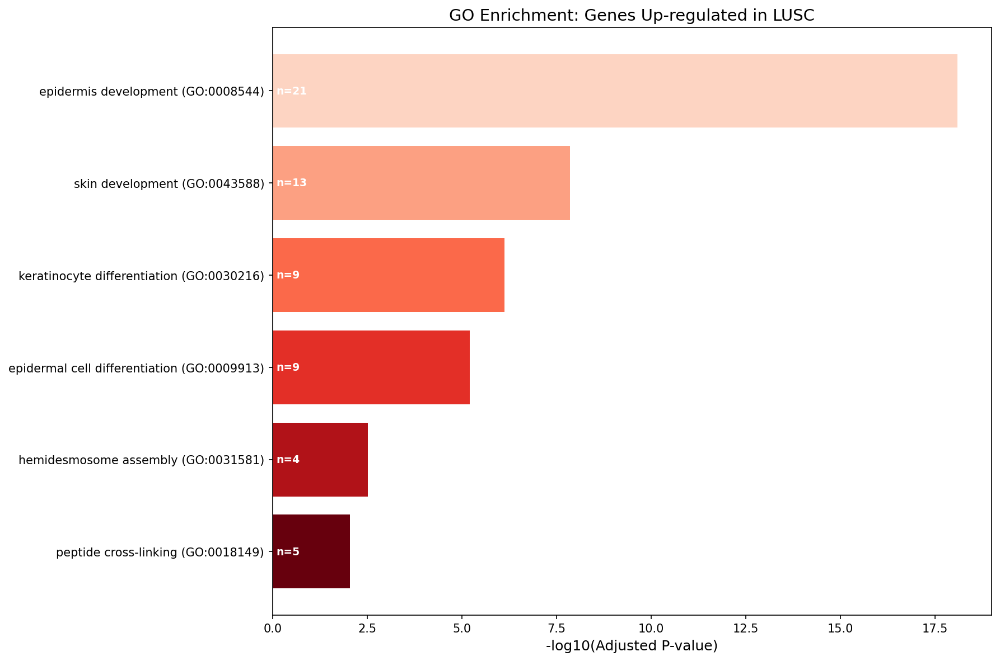 GO Enrichment: Genes Up-regulated in LUSC
epidermis development (GO:0008544)
n=21
skin development (GO:0043588)
n=13
keratinocyte differentiation (GO:0030216)
n=9
epidermal cell differentiation (GO:0009913)
n=9
hemidesmosome assembly (GO:0031581)
n=4
peptide cross-linking (GO:0018149)
n=5
0.0 2.5 5.0 7.5 10.0 12.5 15.0 17.5
-log10(Adjusted P-value)